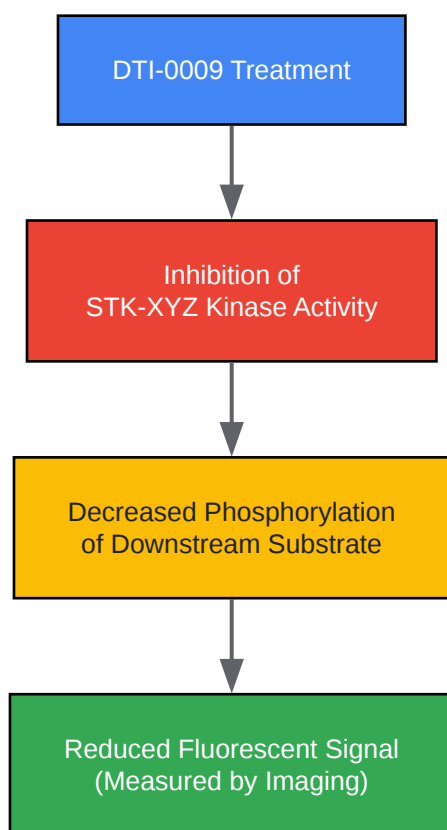 DTI-0009 Treatment
Inhibition of
STK-XYZ Kinase Activity
Decreased Phosphorylation
of Downstream Substrate
Reduced Fluorescent Signal
(Measured by Imaging)